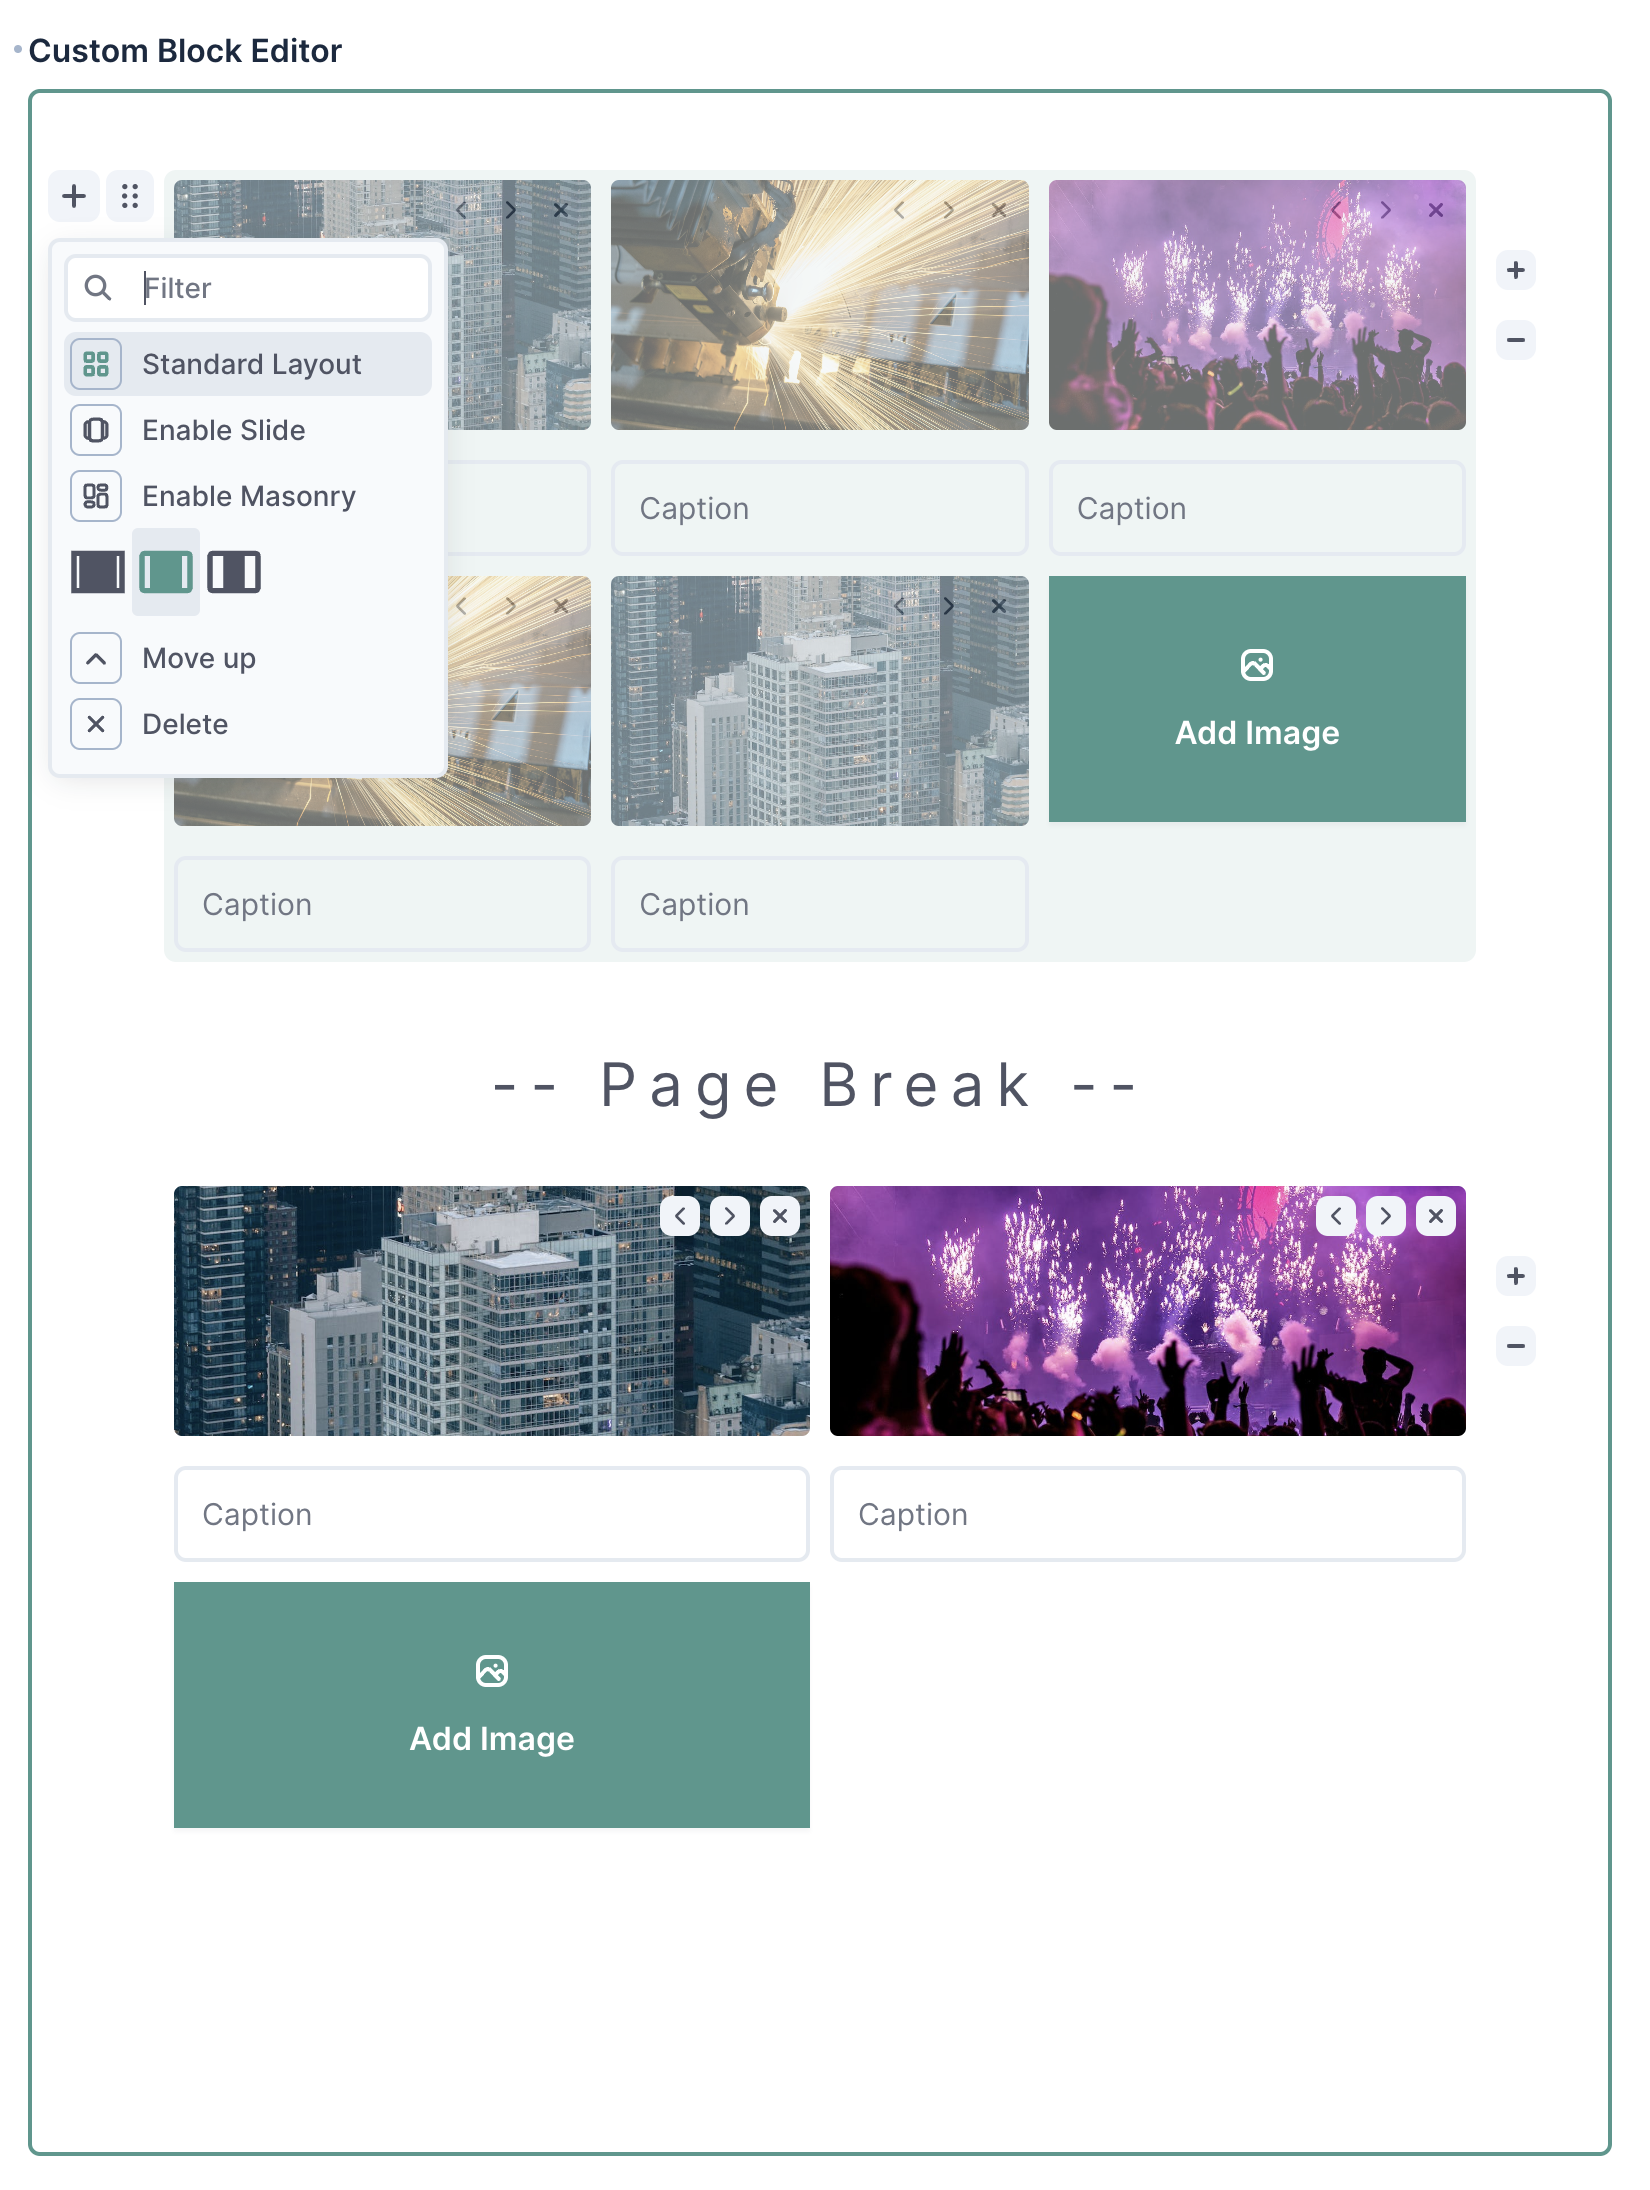 Custom Block Editor
Filter
Standard Layout
Enable Slide
Enable Masonry
Move up
Delete
Caption
Caption
Add Image
Caption
Caption
-- Page Break --
Caption
Caption
Add Image